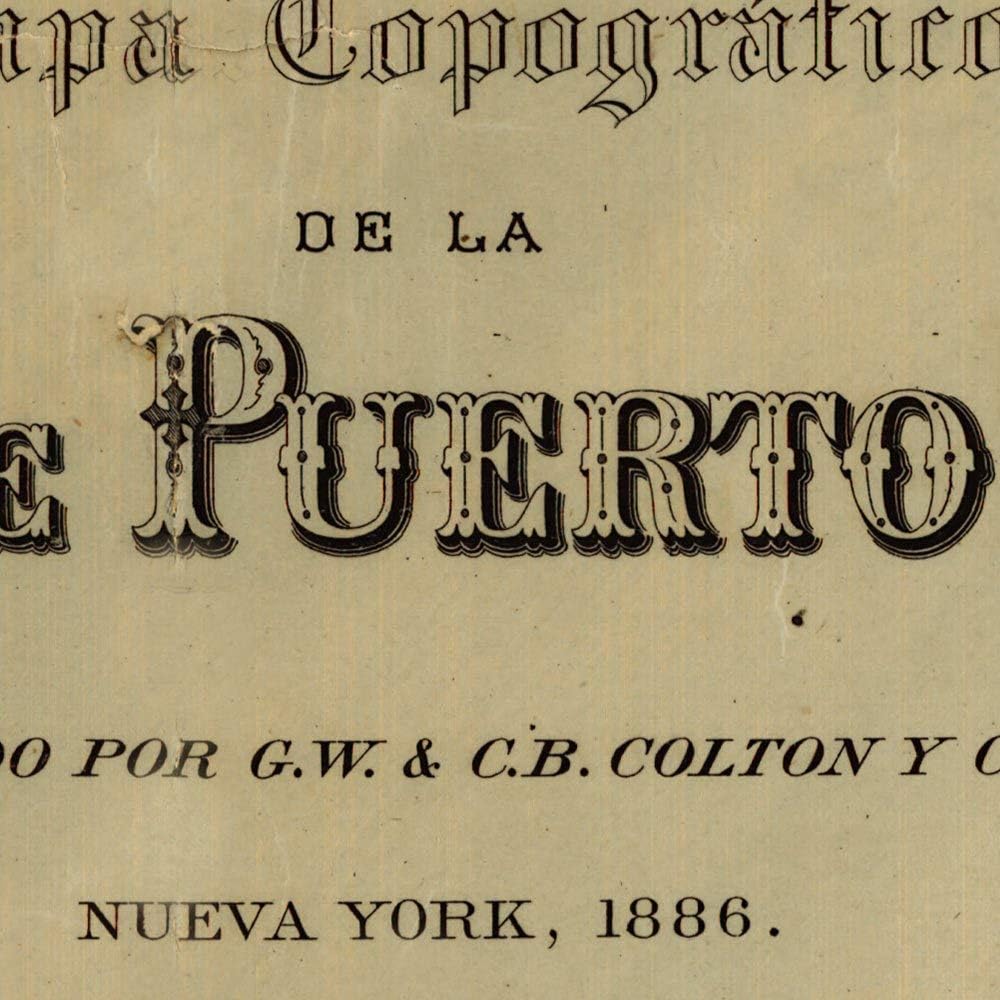 apa Topográfico
DE LA
E PUERTO
DO POR G.W. & C.B. COLTON Y C
NUEVA YORK, 1886.